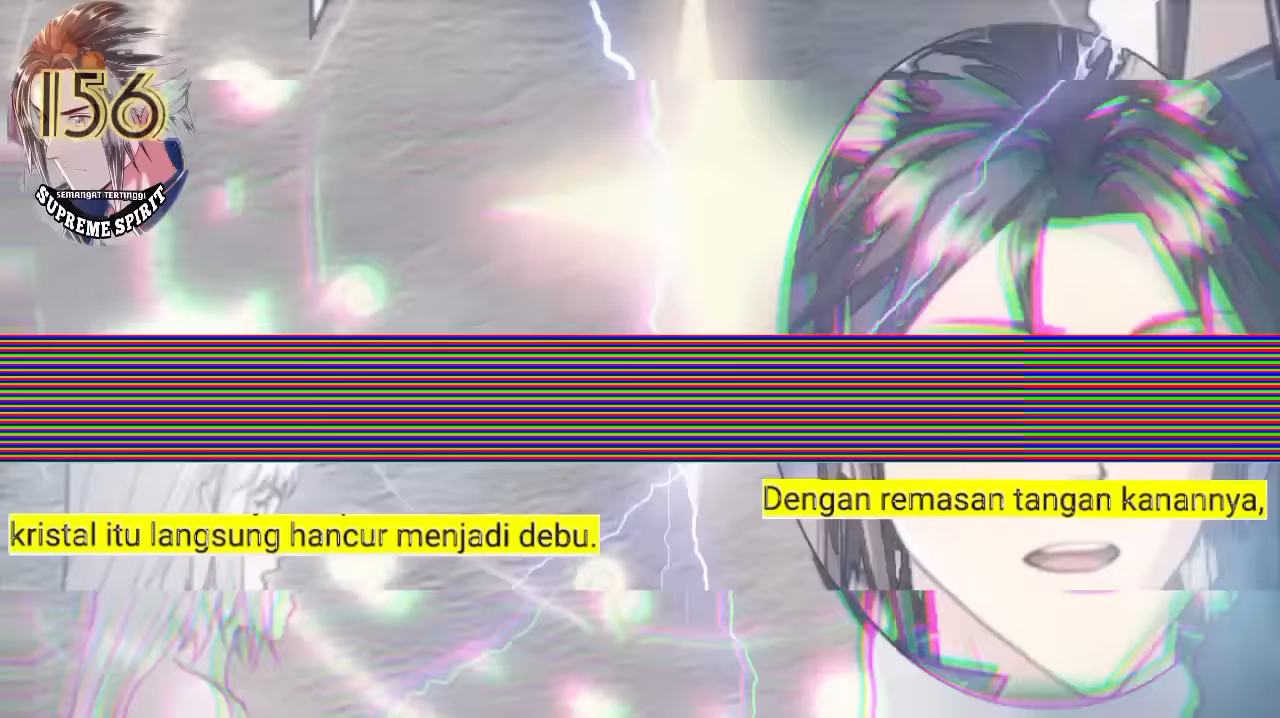 156
SEMANGAT TERTINGGI
SUPREME SPIRIT
Dengan remasan tangan kanannya,
kristal itu langsung hancur menjadi debu.